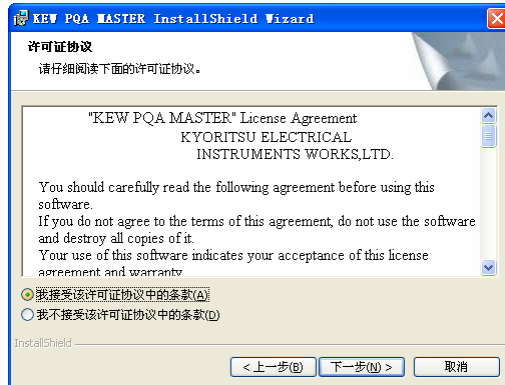 KEW PQA MASTER InstallShield Wizard
许可证协议
请仔细阅读下面的许可证协议。
"KEW PQA MASTER" License Agreement
KYORITSU ELECTRICAL
INSTRUMENTS WORKS,LTD.
You should carefully read the following agreement before using this
software.
If you do not agree to the terms of this agreement, do not use the software
and destroy all copies of it.
Your use of this software indicates your acceptance of this license
agreement and warranty
我接受该许可证协议中的条款(A)
我不接受该许可证协议中的条款(D)
InstallShield
< 上一步(B) 下一步(N) > 取消